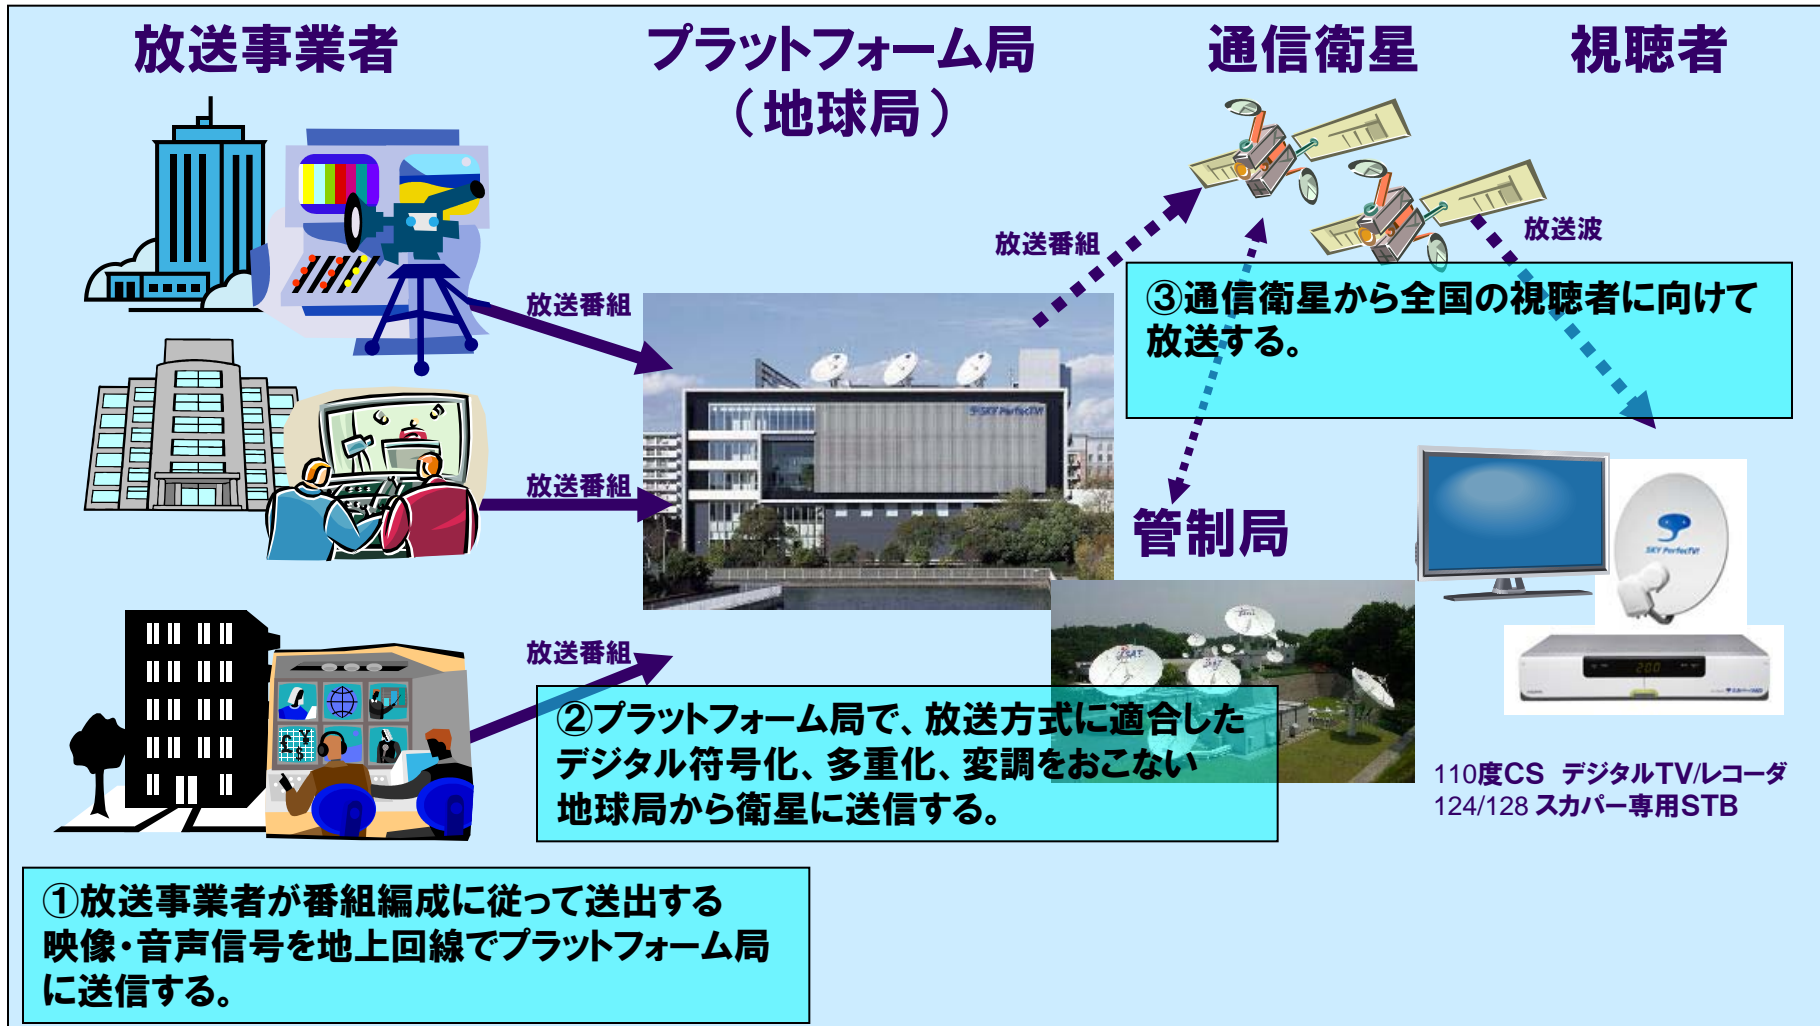 放送事業者
プラットフォーム局
（地球局）
通信衛星
視聴者
放送番組
放送波
放送番組
③通信衛星から全国の視聴者に向けて
放送する。
SKY PerfecTV!
放送番組
管制局
SKY PerfecTV!
放送番組
JSAT
200
②プラットフォーム局で、放送方式に適合した
デジタル符号化、多重化、変調をおこない
地球局から衛星に送信する。
110度CS デジタルTV/レコーダ
124/128 スカパー専用STB
①放送事業者が番組編成に従って送出する
映像・音声信号を地上回線でプラットフォーム局
に送信する。